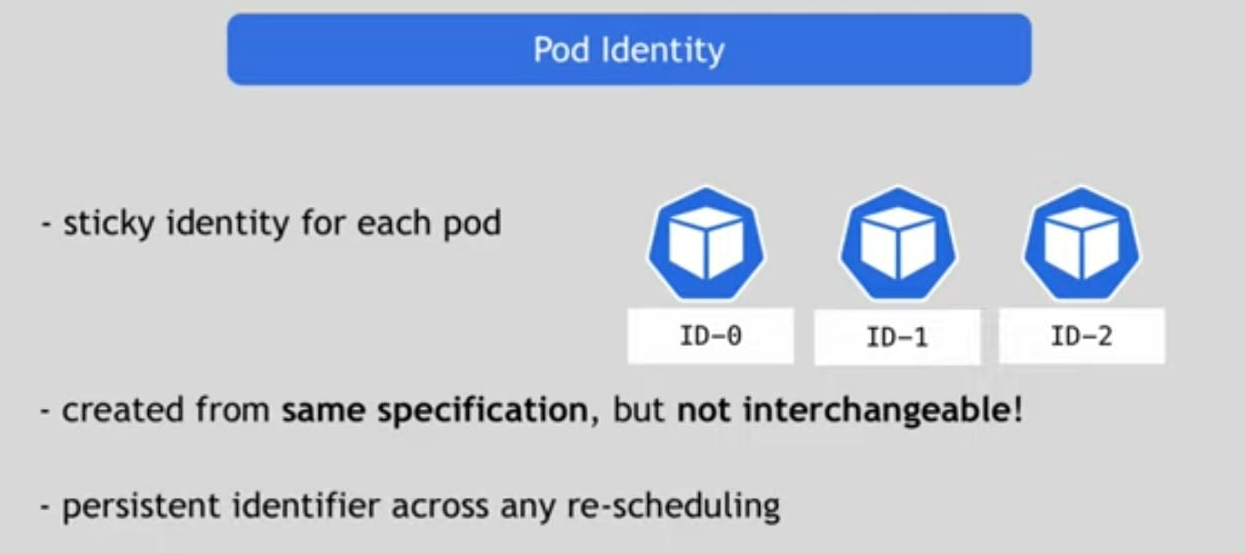 Pod Identity
- sticky identity for each pod
ID-0
ID-1
ID-2
- created from same specification, but not interchangeable!
- persistent identifier across any re-scheduling